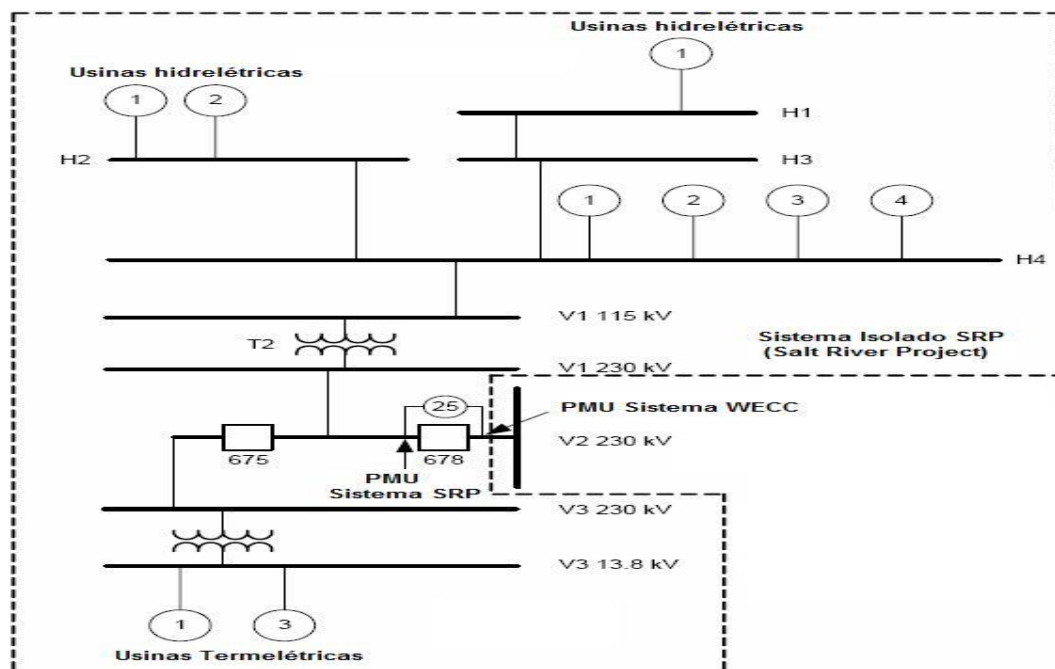 Usinas hidrelétricas
1
Usinas hidrelétricas
1 2
H1
H2
H3
1 2 3 4
H4
V1 115 kV
T2
Sistema Isolado SRP
(Salt River Project)
V1 230 kV
25
PMU Sistema WECC
V2 230 kV
675
678
PMU
Sistema SRP
V3 230 kV
V3 13.8 kV
1 3
Usinas Termelétricas